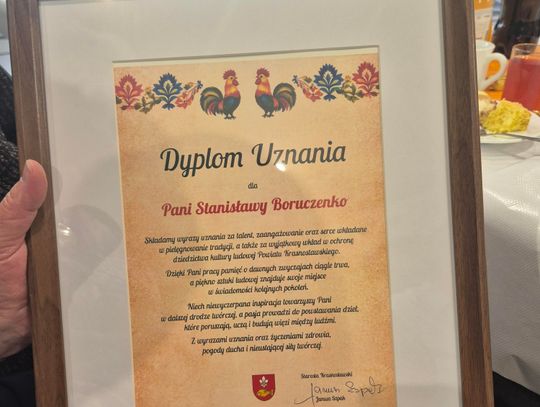 Dyplom Uznania
dla
Pani Stanisławy Boruczenko
Składamy wyrazy uznania za talent, zaangażowanie oraz serce wkładane
w pielęgnowanie tradycji, a także za wyjątkowy wkład w ochronę
dziedzictwa kultury ludowej Powiatu Krasnostawskiego.
Dzięki Pani pracy pamięć o dawnych zwyczajach ciągle trwa,
a piękno sztuki ludowej znajduje swoje miejsce
w świadomości kolejnych pokoleń.
Niech niewyczerpana inspiracja towarzyszy Pani
w dalszej drodze twórczej, a pasja prowadzi do powstawania dzieł,
które poruszają, uczą i budują więzi między ludźmi.
Z wyrazami uznania oraz życzeniami zdrowia,
pogody ducha i nieustającej siły twórczej.
Starosta Krasnostawski
Janusz Szpak
Janusz Szpak